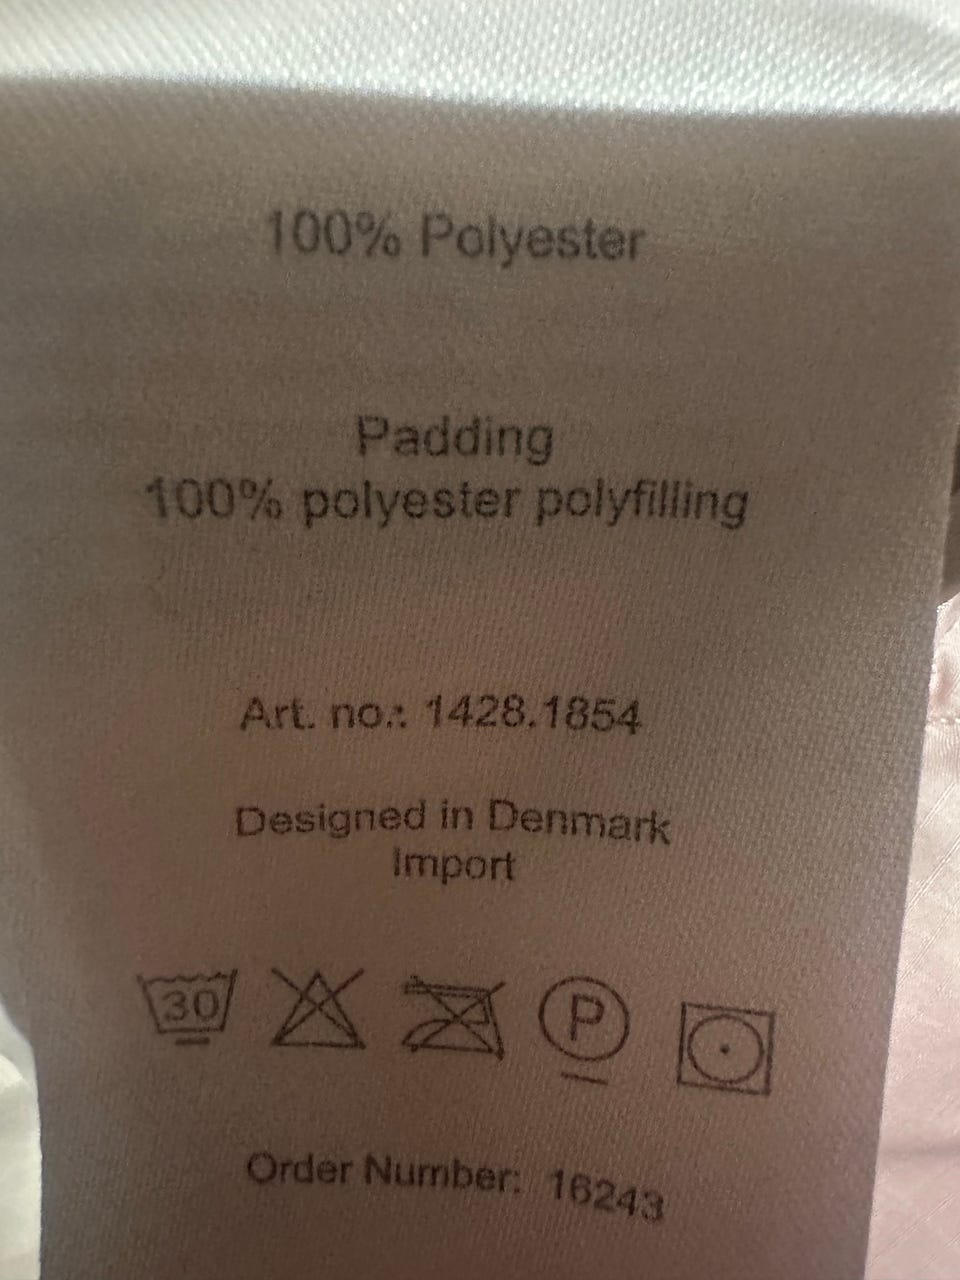 100% Polyester
Padding
100% polyester polyfilling
Art. no.: 1428.1854
Designed in Denmark
Import
30 P
Order Number: 16243